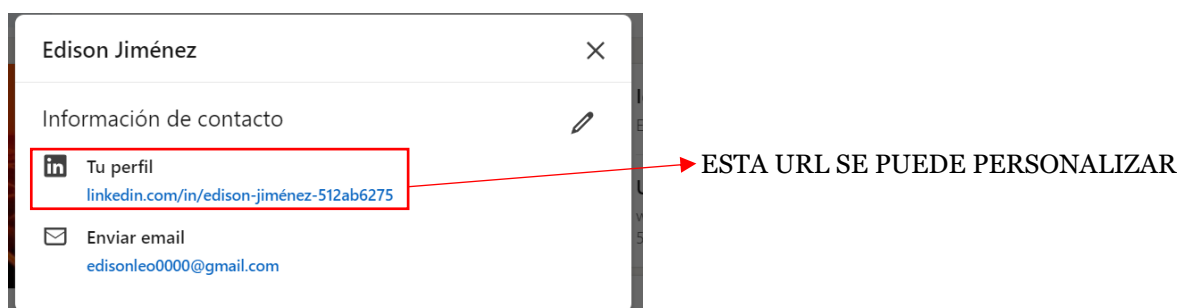 Edison Jiménez
Información de contacto
in Tu perfil
linkedin.com/in/edison-jiménez-512ab6275
ESTA URL SE PUEDE PERSONALIZAR
Enviar email
edisonleo0000@gmail.com